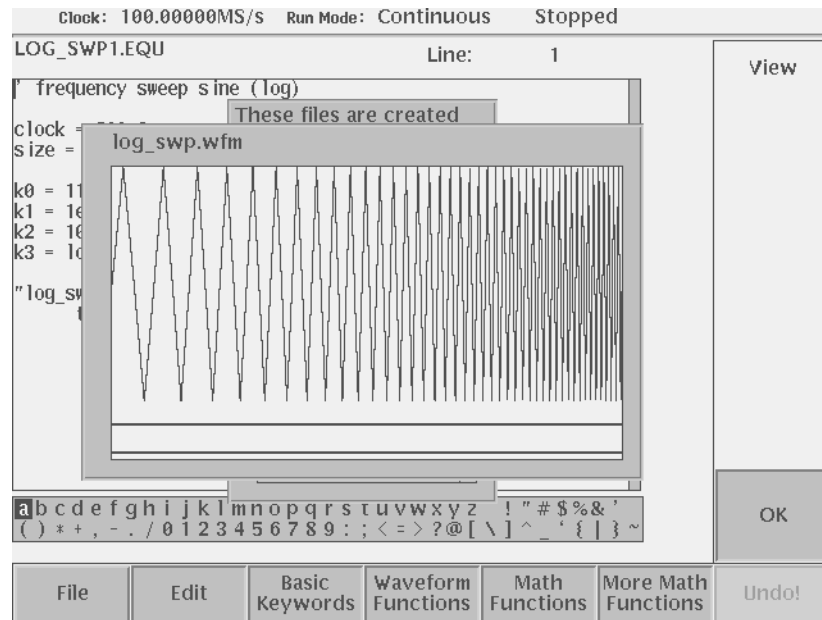 Clock: 100.00000MS/s Run Mode: Continuous Stopped
LOG_SWP1.EQU Line: 1
View
' frequency sweep sine (log)
These files are created
clock =
size =
log_swp.wfm
k0 = 11
k1 = 1e
k2 =
k3 =
"log_sw
a b c d e f g h i j k l m n o p q r s t u v w x y z ! " # $ % & '
( ) * + , - . / 0 1 2 3 4 5 6 7 8 9 : ; < = > ? @ [ \ ] ^ _ ` { | } ~
OK
File Edit Basic Keywords Waveform Functions Math Functions More Math Functions Undo!